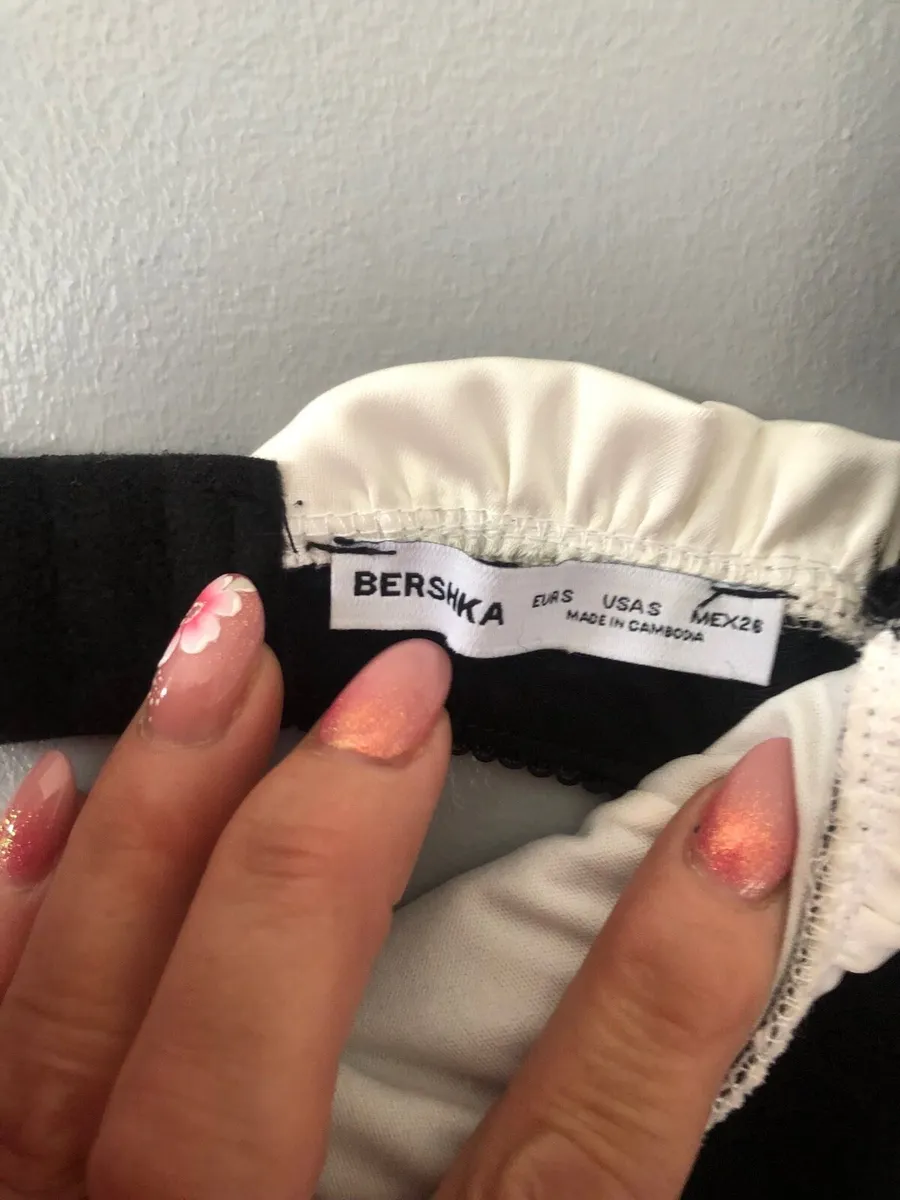 BERSHKA
EUR S USA S MEX 26
MADE IN CAMBODIA